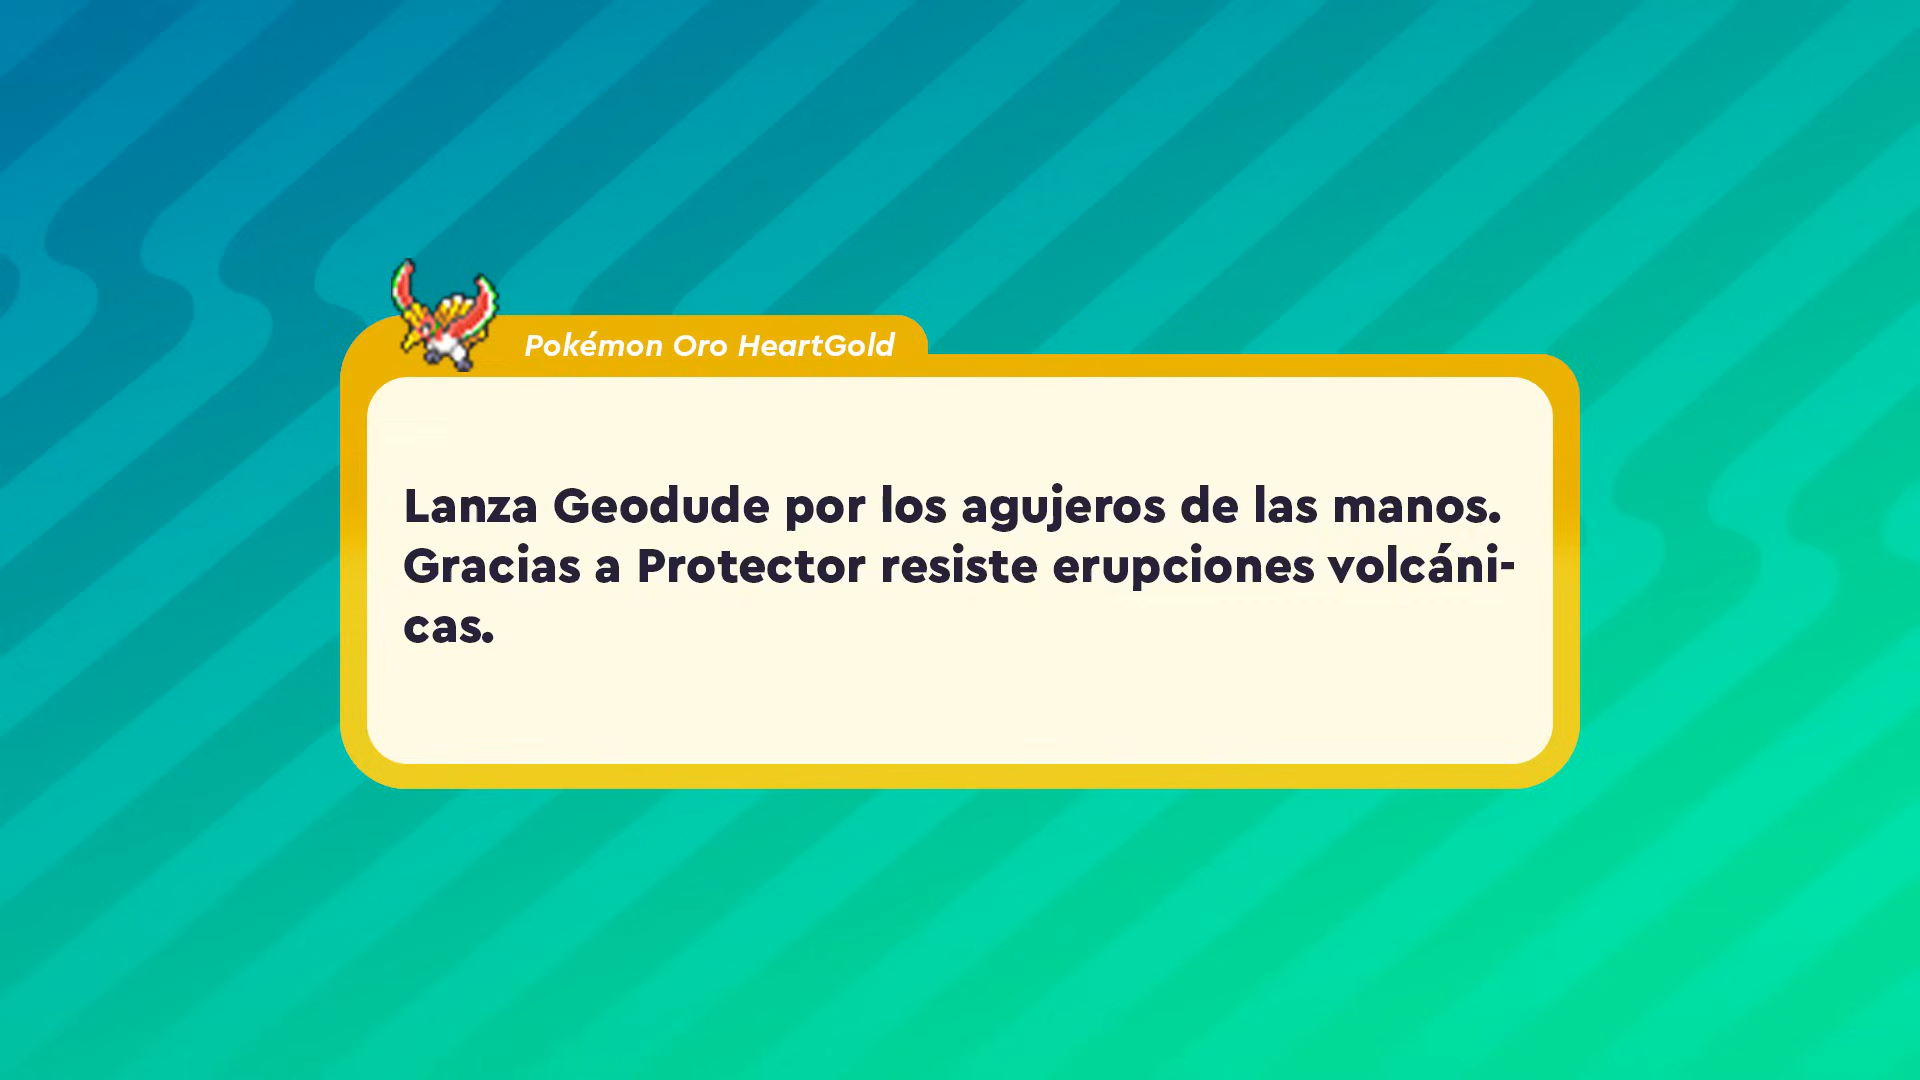 Pokémon Oro HeartGold
Lanza Geodude por los agujeros de las manos.
Gracias a Protector resiste erupciones volcáni-
cas.